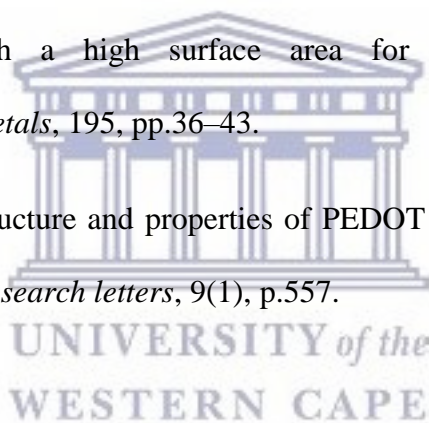 a high surface area for
etals, 195, pp.36–43.
ucture and properties of PEDOT
search letters, 9(1), p.557.
UNIVERSITY of the
WESTERN CAPE